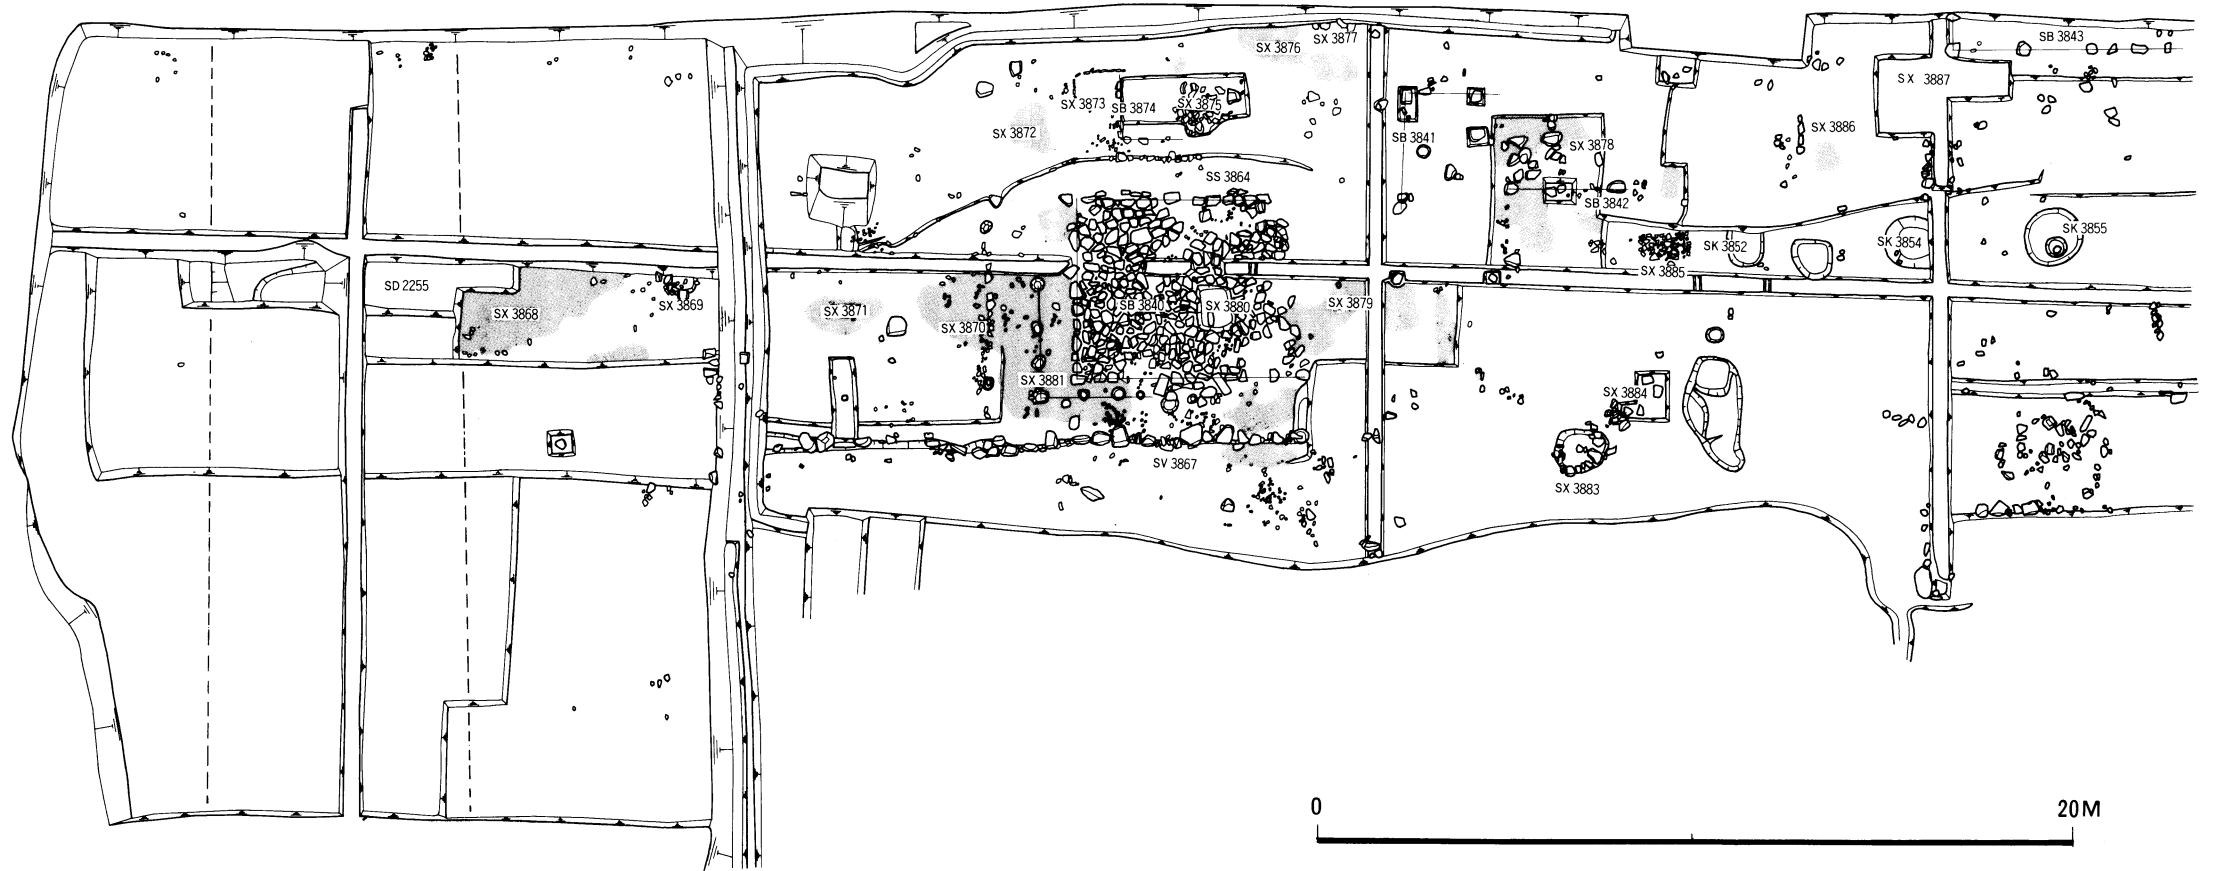 SX 3876
SX 3877
SB 3843
SX 3887
SX 3873
SB 3874
SX 3875
SX 3872
SB 3841
SX 3878
SX 3886
SS 3864
SB 3842
SK 3852
SK 3854
SK 3855
SX 3885
SD 2255
SX 3868
SX 3869
SX 3871
SX 3870
SB 3840
SX 3880
SX 3879
SX 3881
SX 3884
SV 3867
SX 3883
0
20M